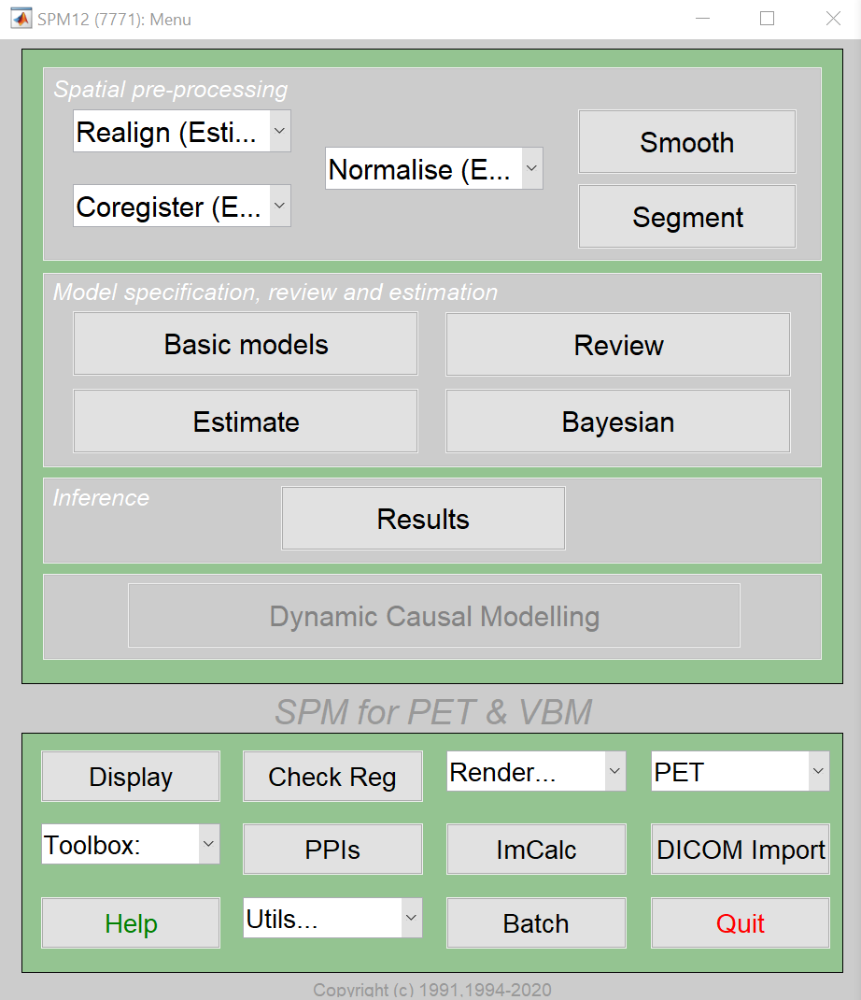 SPM12 (7771): Menu
Spatial pre-processing
Realign (Esti...
Normalise (E...
Smooth
Coregister (E...
Segment
Model specification, review and estimation
Basic models
Review
Estimate
Bayesian
Inference
Results
Dynamic Causal Modelling
SPM for PET & VBM
Display
Check Reg
Render...
PET
Toolbox:
PPIs
ImCalc
DICOM Import
Help
Utils...
Batch
Quit
Copyright (c) 1991,1994-2020